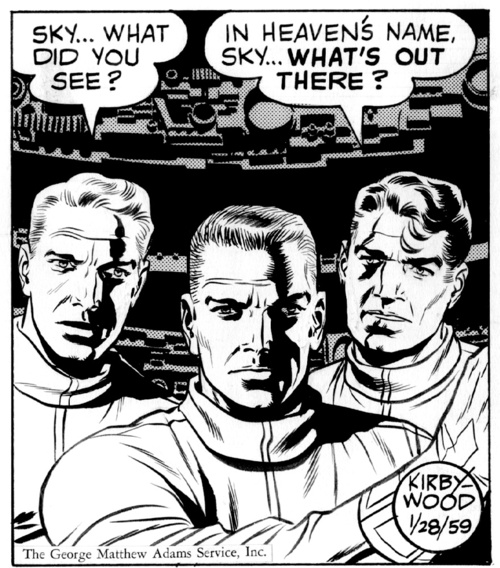 SKY... WHAT
DID YOU
SEE?
IN HEAVEN'S NAME,
SKY... WHAT'S OUT
THERE?
KIRBY-
WOOD
1/28/59
The George Matthew Adams Service, Inc.